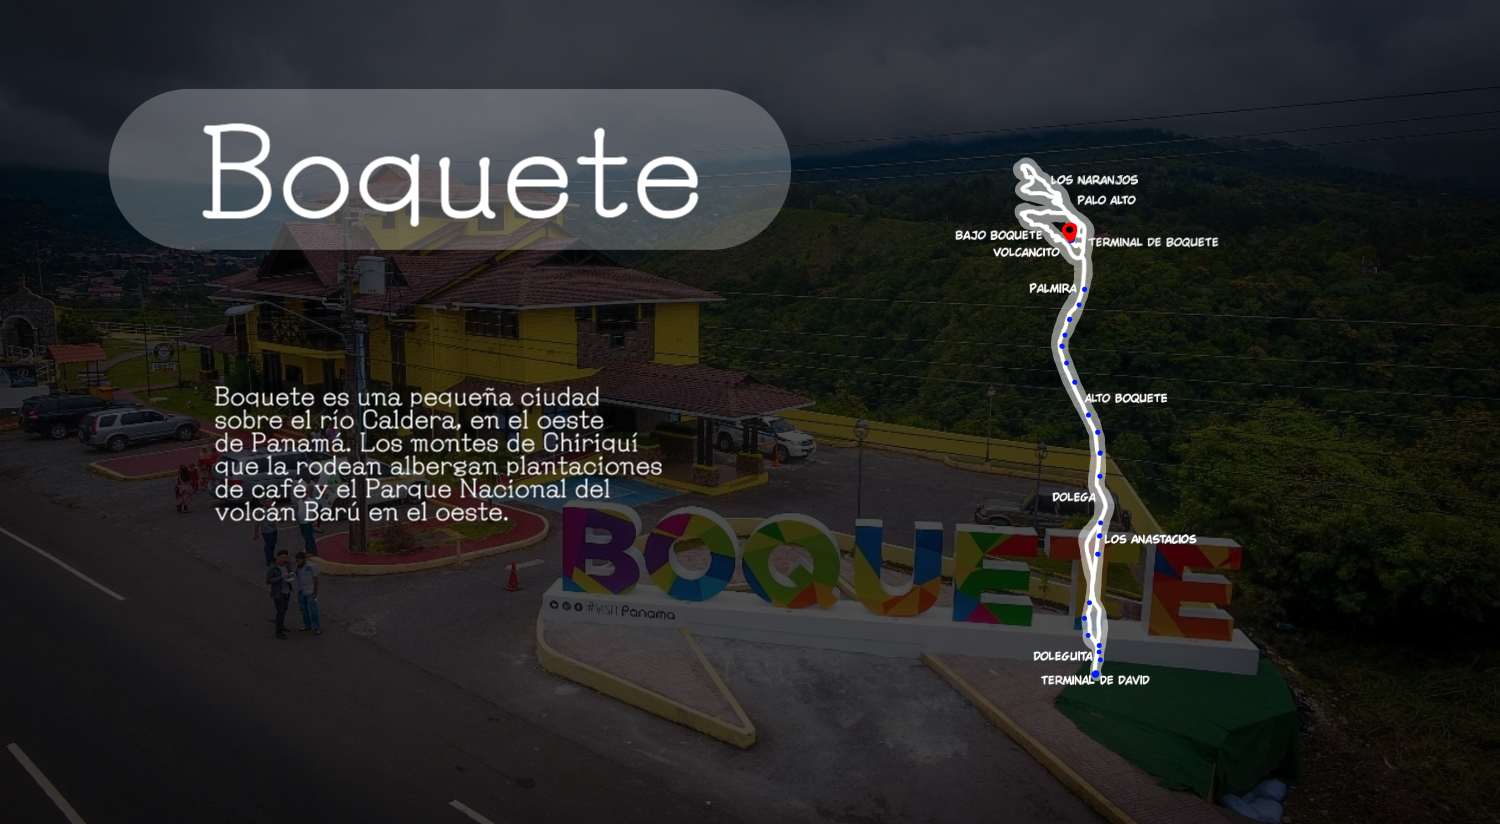 Boquete
Boquete es una pequeña ciudad
sobre el río Caldera, en el oeste
de Panamá. Los montes de Chiriquí
que la rodean albergan plantaciones
de café y el Parque Nacional del
volcán Barú en el oeste.
LOS NARANJOS
PALO ALTO
BAJO BOQUETE
TERMINAL DE BOQUETE
VOLCANCITO
PALMIRA
ALTO BOQUETE
DOLEGA
LOS ANASTACIOS
DOLEGUITA
TERMINAL DE DAVID
BOQUETE
#VISIT Panama